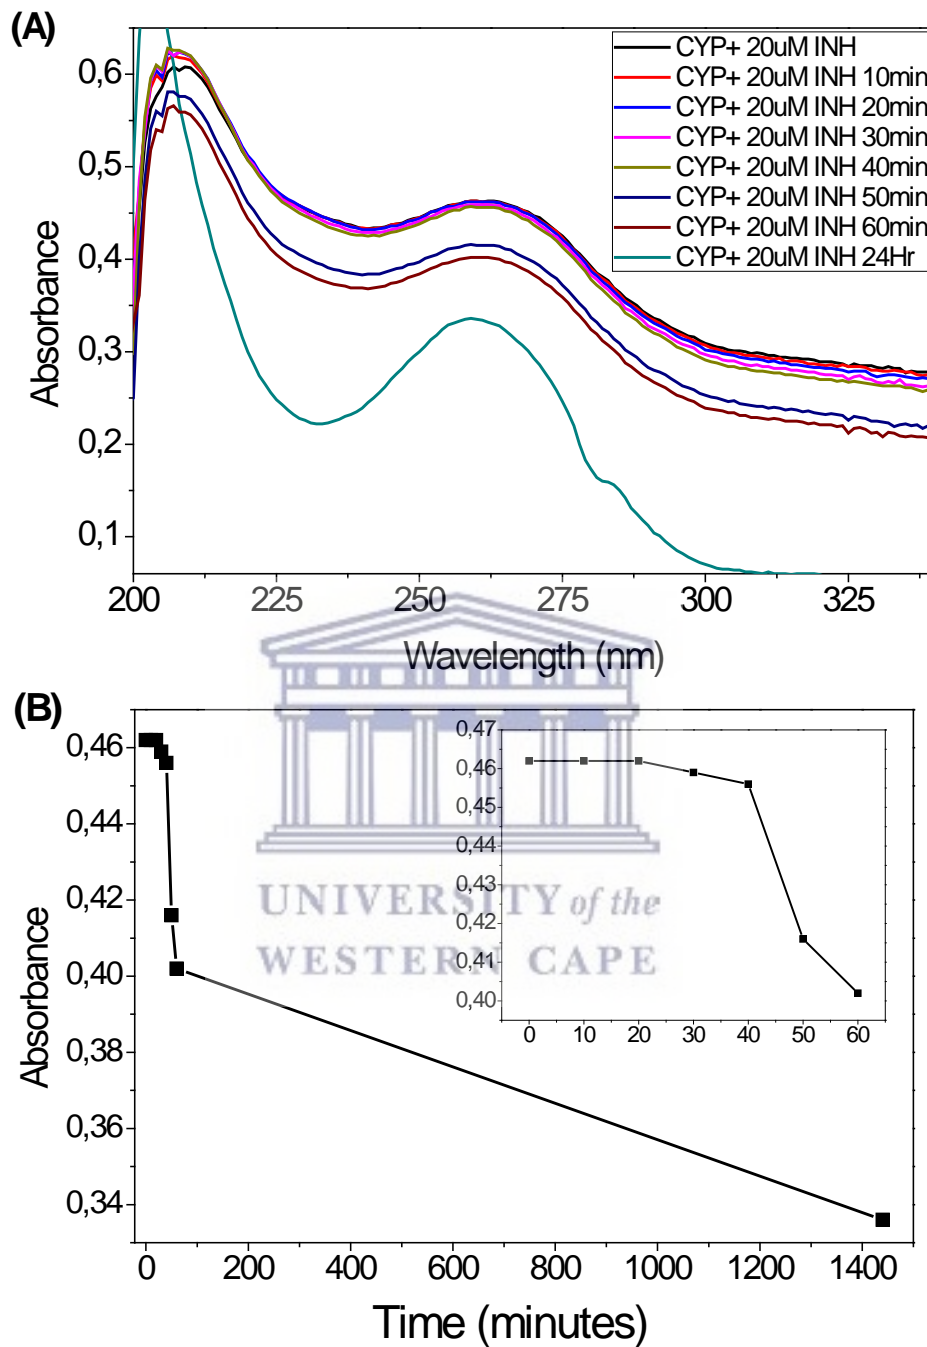 (A)
CYP+ 20uM INH
CYP+ 20uM INH 10min
CYP+ 20uM INH 20min
CYP+ 20uM INH 30min
CYP+ 20uM INH 40min
CYP+ 20uM INH 50min
CYP+ 20uM INH 60min
CYP+ 20uM INH 24Hr
0,6
0,5
0,4
0,3
0,2
0,1
Absorbance
200 225 250 275 300 325
Wavelength (nm)
(B)
0,46
0,44
0,42
0,40
0,38
0,36
0,34
Absorbance
0,47
0,46
0,45
0,44
0,43
0,42
0,41
0,40
0 10 20 30 40 50 60
UNIVERSITY of the
WESTERN CAPE
0 200 400 600 800 1000 1200 1400
Time (minutes)